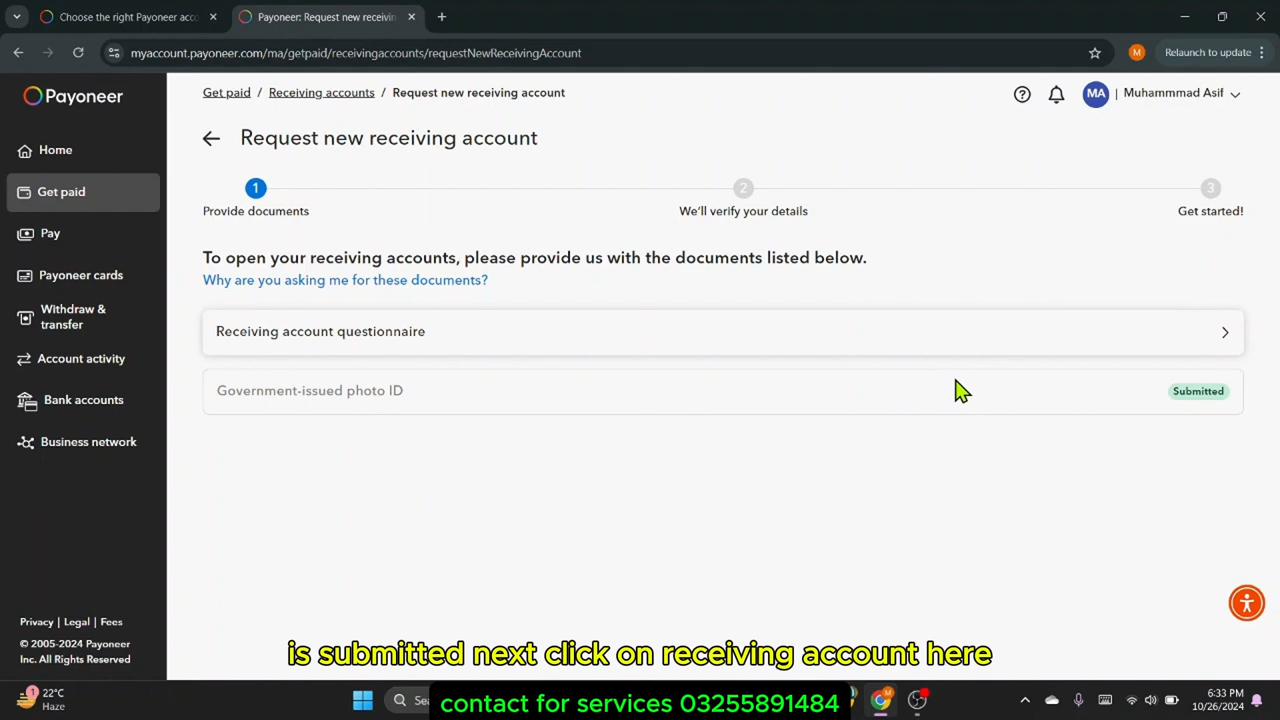 Choose the right Payoneer acc
Payoneer: Request new receivin
myaccount.payoneer.com/ma/getpaid/receivingaccounts/requestNewReceivingAccount
M
Relaunch to update
Payoneer
Get paid / Receiving accounts / Request new receiving account
MA | Muhammmad Asif
Home
Get paid
Pay
Payoneer cards
Withdraw &
transfer
Account activity
Bank accounts
Business network
Request new receiving account
1
2
3
Provide documents
We'll verify your details
Get started!
To open your receiving accounts, please provide us with the documents listed below.
Why are you asking me for these documents?
Receiving account questionnaire
Government-issued photo ID
Submitted
Privacy | Legal | Fees
© 2005-2024 Payoneer
Inc. All Rights Reserved
is submitted next click on receiving account here
contact for services 03255891484
1
22°C
Haze
Sea
M
6:33 PM
10/26/2024